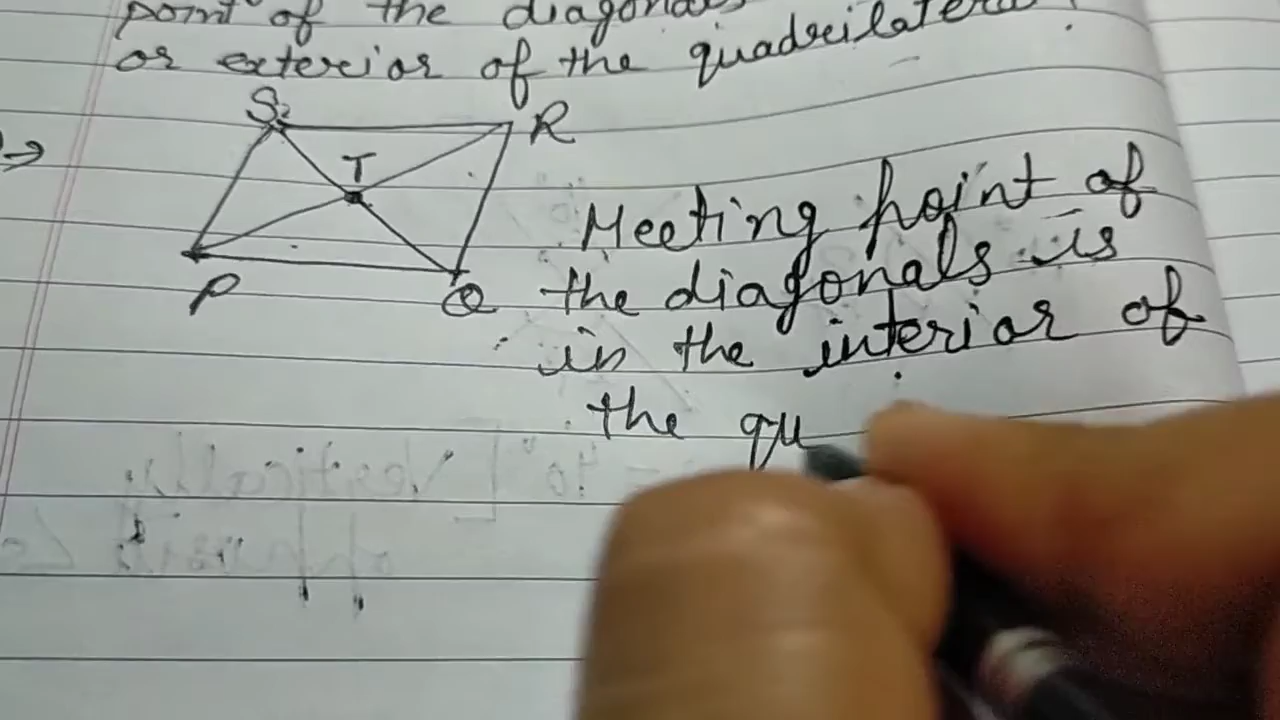 point of the diagonals
or exterior of the quadrilateral.
S
R
T
P
Q
Meeting point of
the diagonals is
in the interior of
the qu